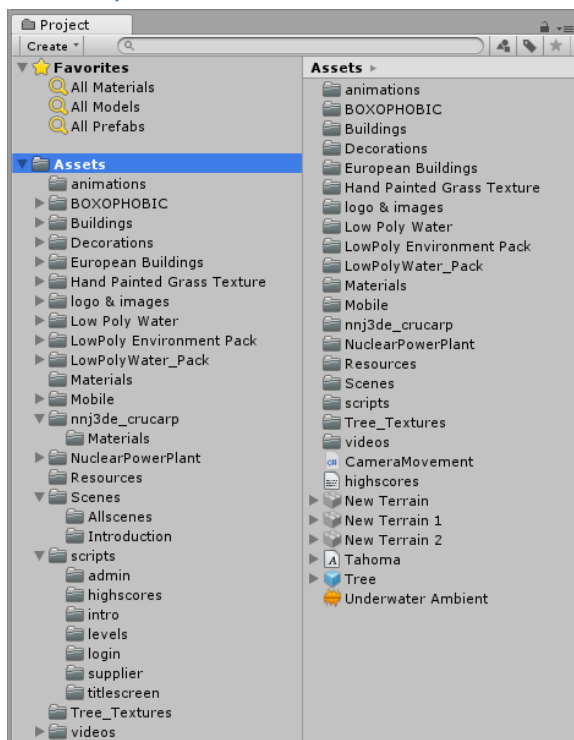 Project
Create
Favorites
All Materials
All Models
All Prefabs
Assets
animations
BOXOPHOBIC
Buildings
Decorations
European Buildings
Hand Painted Grass Texture
logo & images
Low Poly Water
LowPoly Environment Pack
LowPolyWater_Pack
Materials
Mobile
nnj3de_crucarp
Materials
NuclearPowerPlant
Resources
Scenes
Allscenes
Introduction
scripts
admin
highscores
intro
levels
login
supplier
titlescreen
Tree_Textures
videos
Assets
animations
BOXOPHOBIC
Buildings
Decorations
European Buildings
Hand Painted Grass Texture
logo & images
Low Poly Water
LowPoly Environment Pack
LowPolyWater_Pack
Materials
Mobile
nnj3de_crucarp
NuclearPowerPlant
Resources
Scenes
scripts
Tree_Textures
videos
C# CameraMovement
highscores
New Terrain
New Terrain 1
New Terrain 2
A Tahoma
Tree
Underwater Ambient